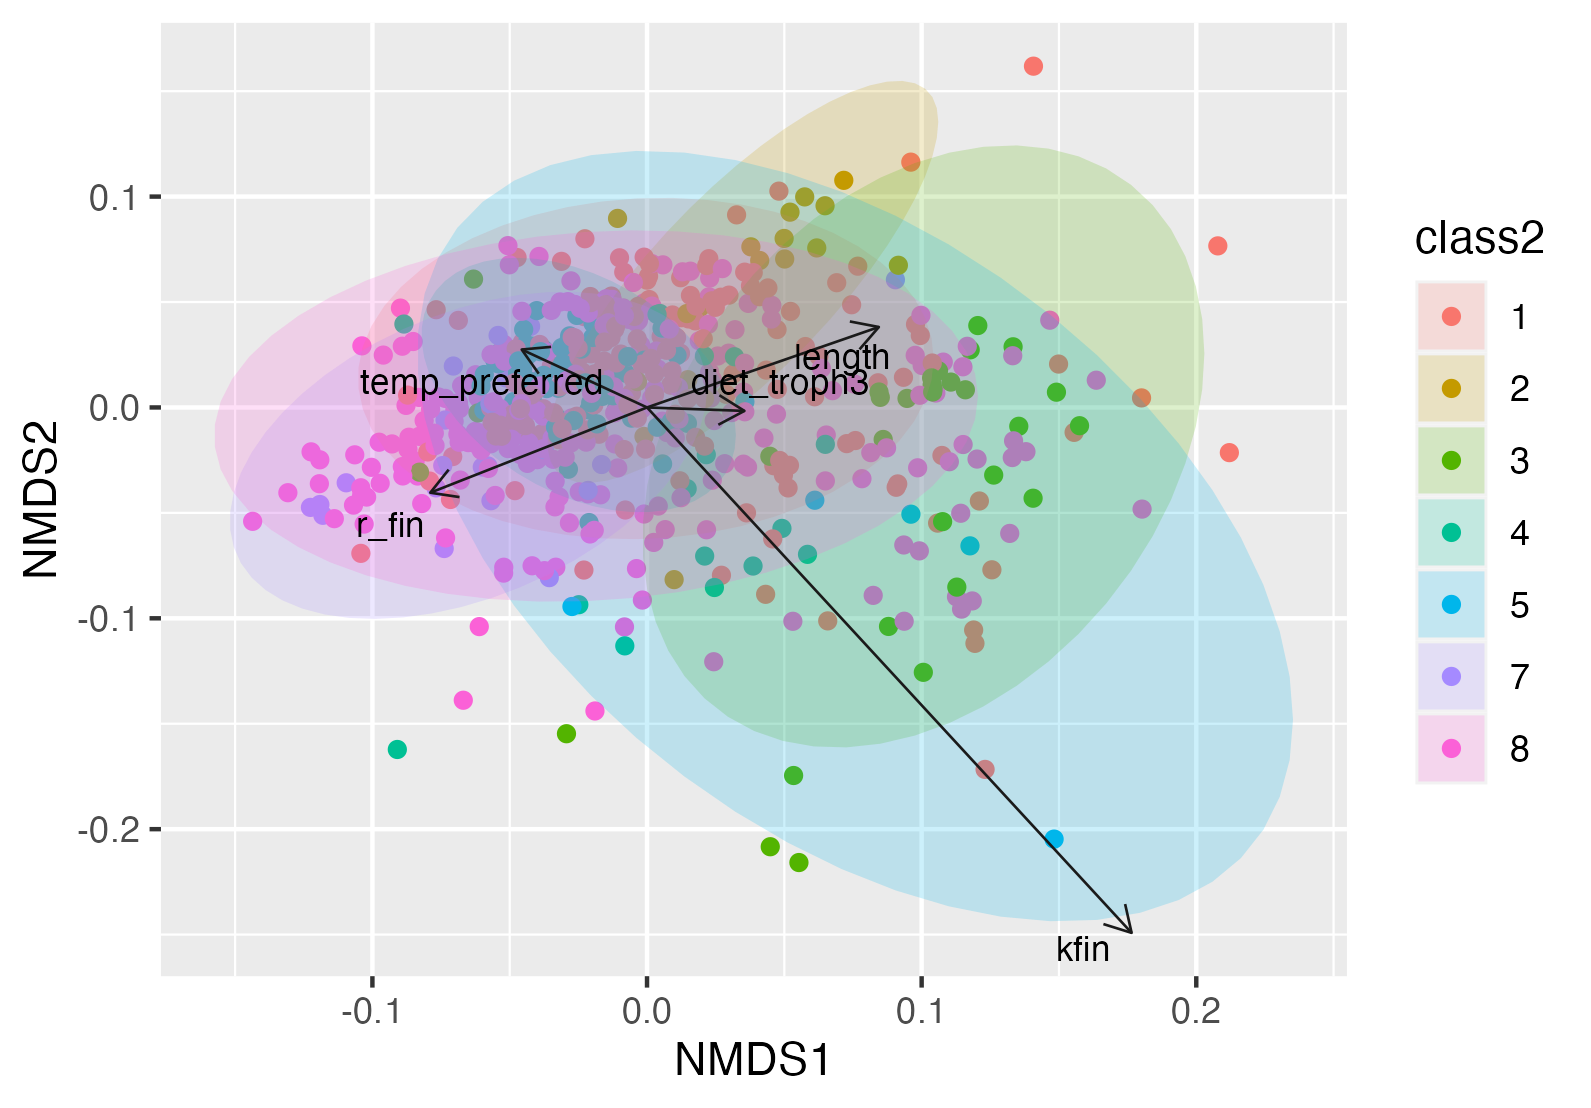 NMDS2
0.1
0.0
-0.1
-0.2
length
temp_preferred
diet_troph3
r_fin
kfin
-0.1
0.0
0.1
0.2
NMDS1
class2
1
2
3
4
5
7
8